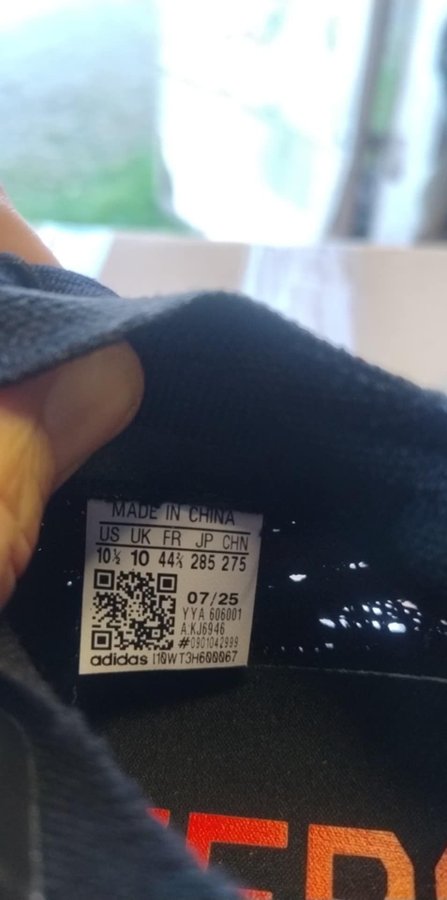 MADE IN CHINA
US UK FR JP CHN
10½ 10 44⅔ 285 275
07/25
YYA 606001
A.KJ6946
#0901042999
adidas I10WT3H600067